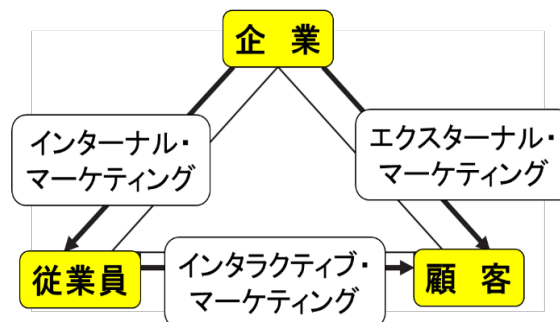 企 業
インターナル・
マーケティング
エクスターナル・
マーケティング
従業員
インタラクティブ・
マーケティング
顧 客